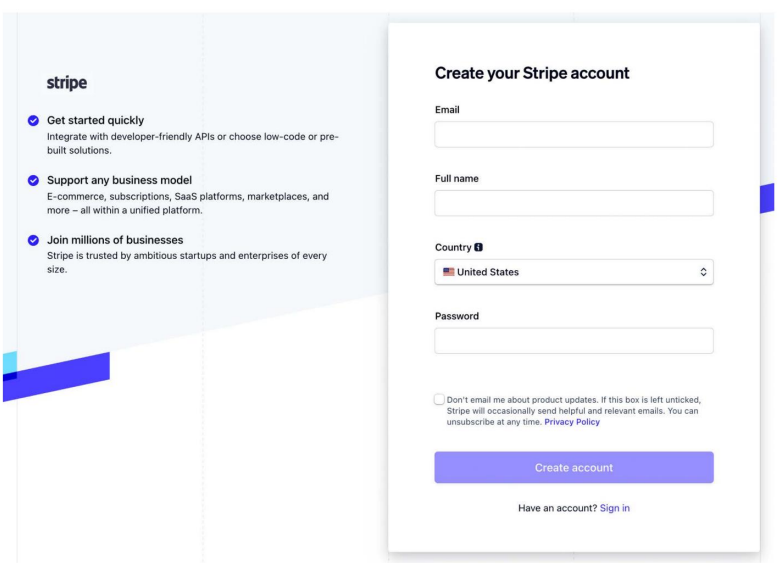 stripe
Get started quickly
Integrate with developer-friendly APIs or choose low-code or pre-
built solutions.
Support any business model
E-commerce, subscriptions, SaaS platforms, marketplaces, and
more – all within a unified platform.
Join millions of businesses
Stripe is trusted by ambitious startups and enterprises of every
size.
Create your Stripe account
Email
Full name
Country
United States
Password
Don't email me about product updates. If this box is left unticked,
Stripe will occasionally send helpful and relevant emails. You can
unsubscribe at any time. Privacy Policy
Create account
Have an account? Sign in